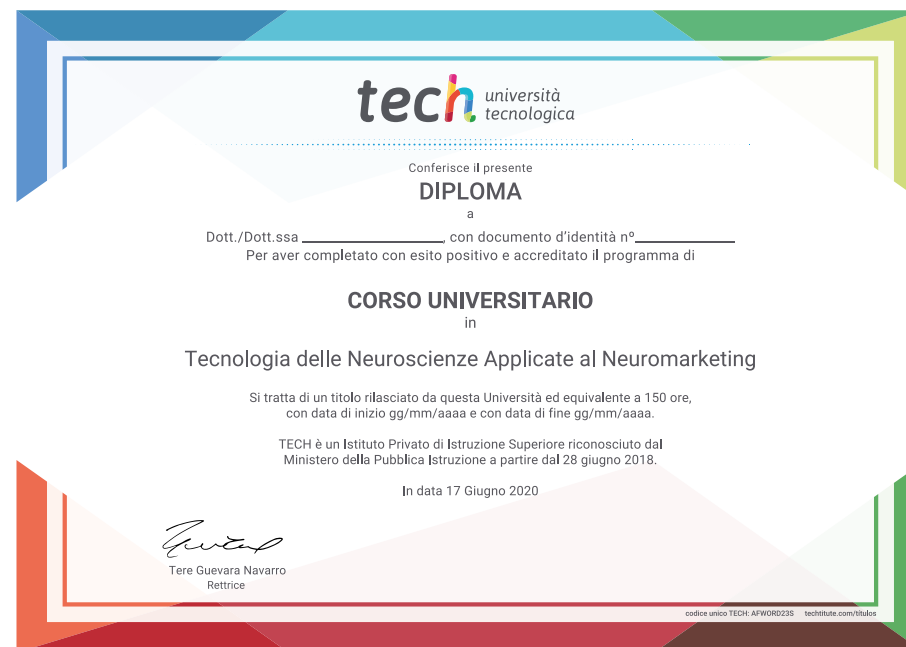 tech università
tecnologica
Conferisce il presente
DIPLOMA
a
Dott./Dott.ssa ____________________, con documento d'identità nº______________
Per aver completato con esito positivo e accreditato il programma di
CORSO UNIVERSITARIO
in
Tecnologia delle Neuroscienze Applicate al Neuromarketing
Si tratta di un titolo rilasciato da questa Università ed equivalente a 150 ore,
con data di inizio gg/mm/aaaa e con data di fine gg/mm/aaaa.
TECH è un Istituto Privato di Istruzione Superiore riconosciuto dal
Ministero della Pubblica Istruzione a partire dal 28 giugno 2018.
In data 17 Giugno 2020
Tere Guevara Navarro
Rettrice
codice unico TECH: AFWORD23S techtitute.com/títulos